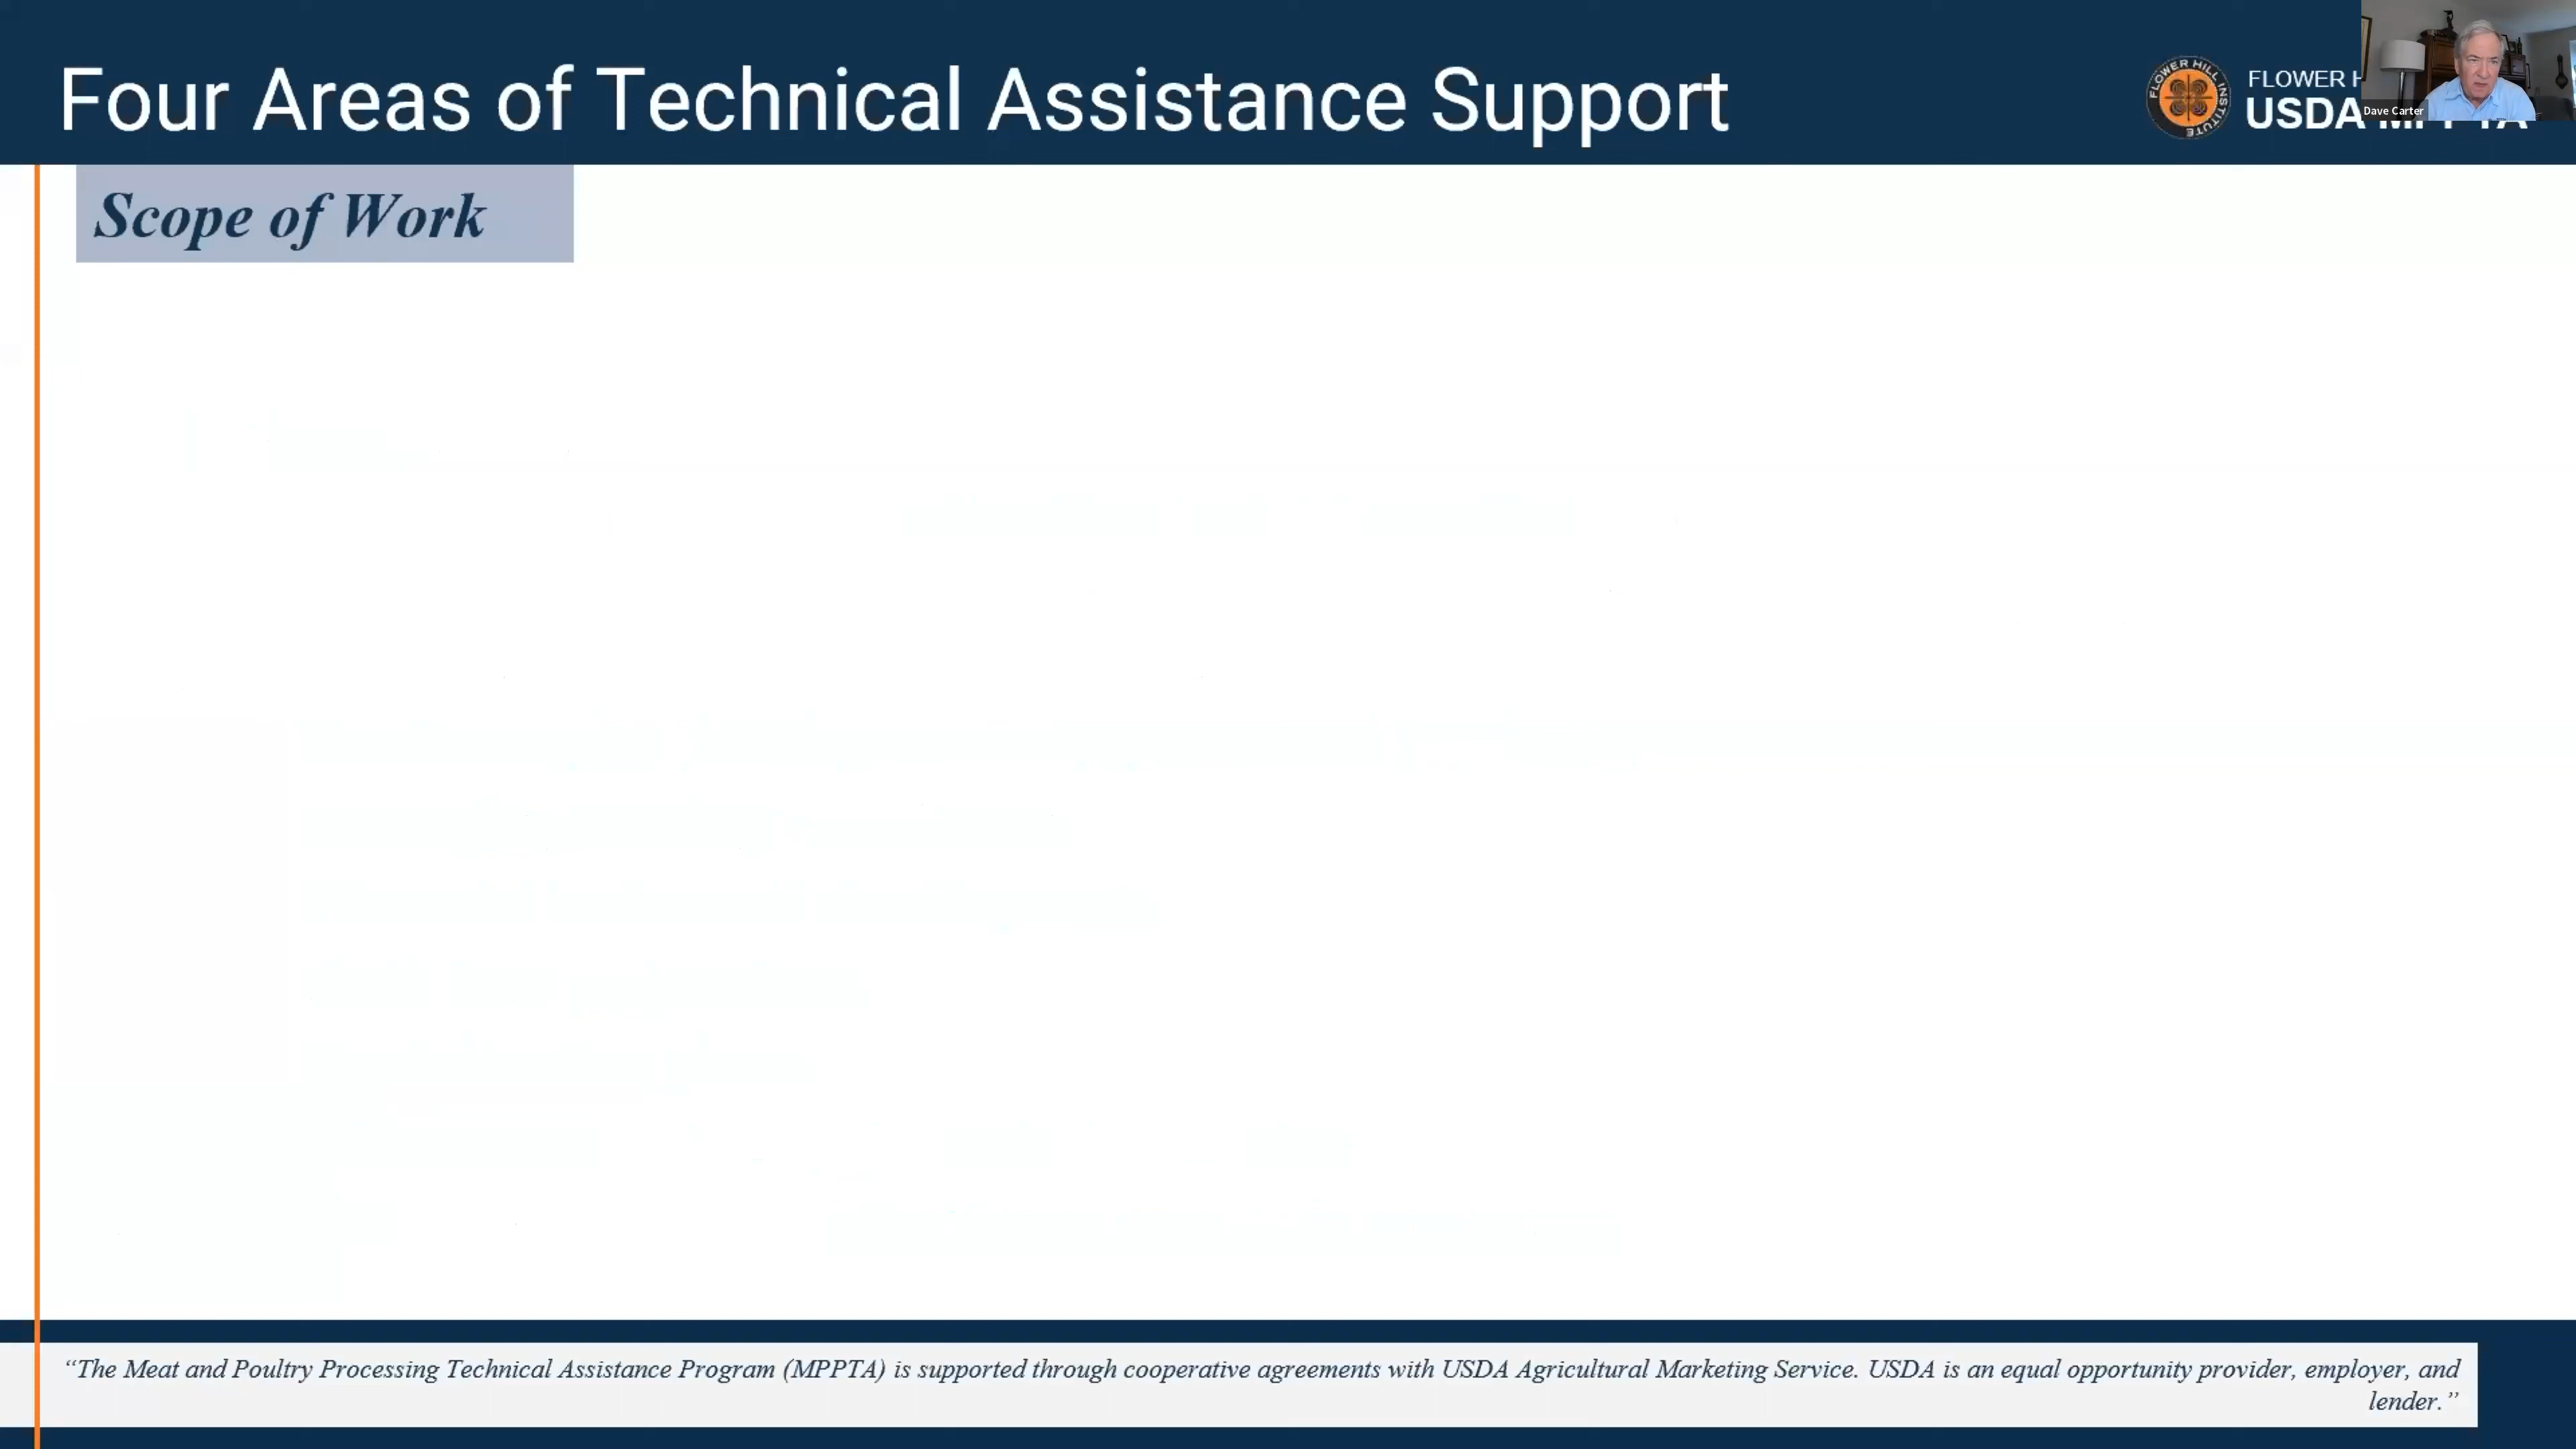 Four Areas of Technical Assistance Support
FLOWER HILL INSTITUTE
FLOWER H
USDA MPPTA
Dave Carter
Scope of Work
“The Meat and Poultry Processing Technical Assistance Program (MPPTA) is supported through cooperative agreements with USDA Agricultural Marketing Service. USDA is an equal opportunity provider, employer, and
lender.”